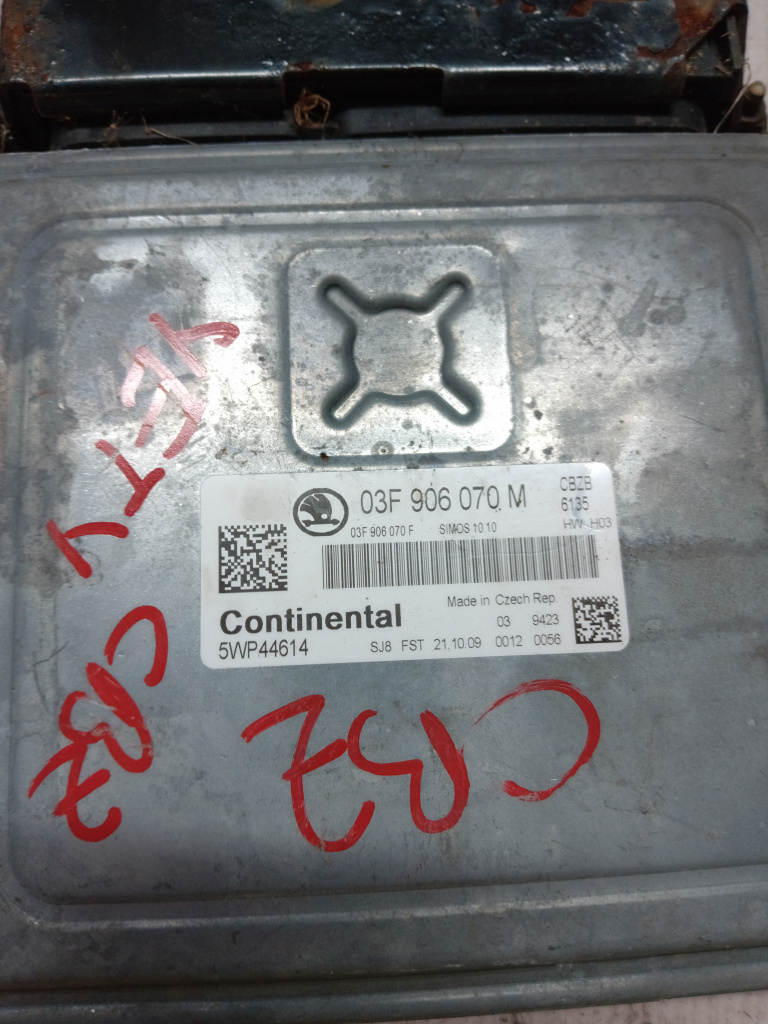 03F 906 070 M
CBZB
6135
03F 906 070 F SIMOS 10.10 HW H03
Continental
Made in Czech Rep.
03 9423
5WP44614
SJ8 FST 21.10.09 0012 0056
CBZ
CBZ